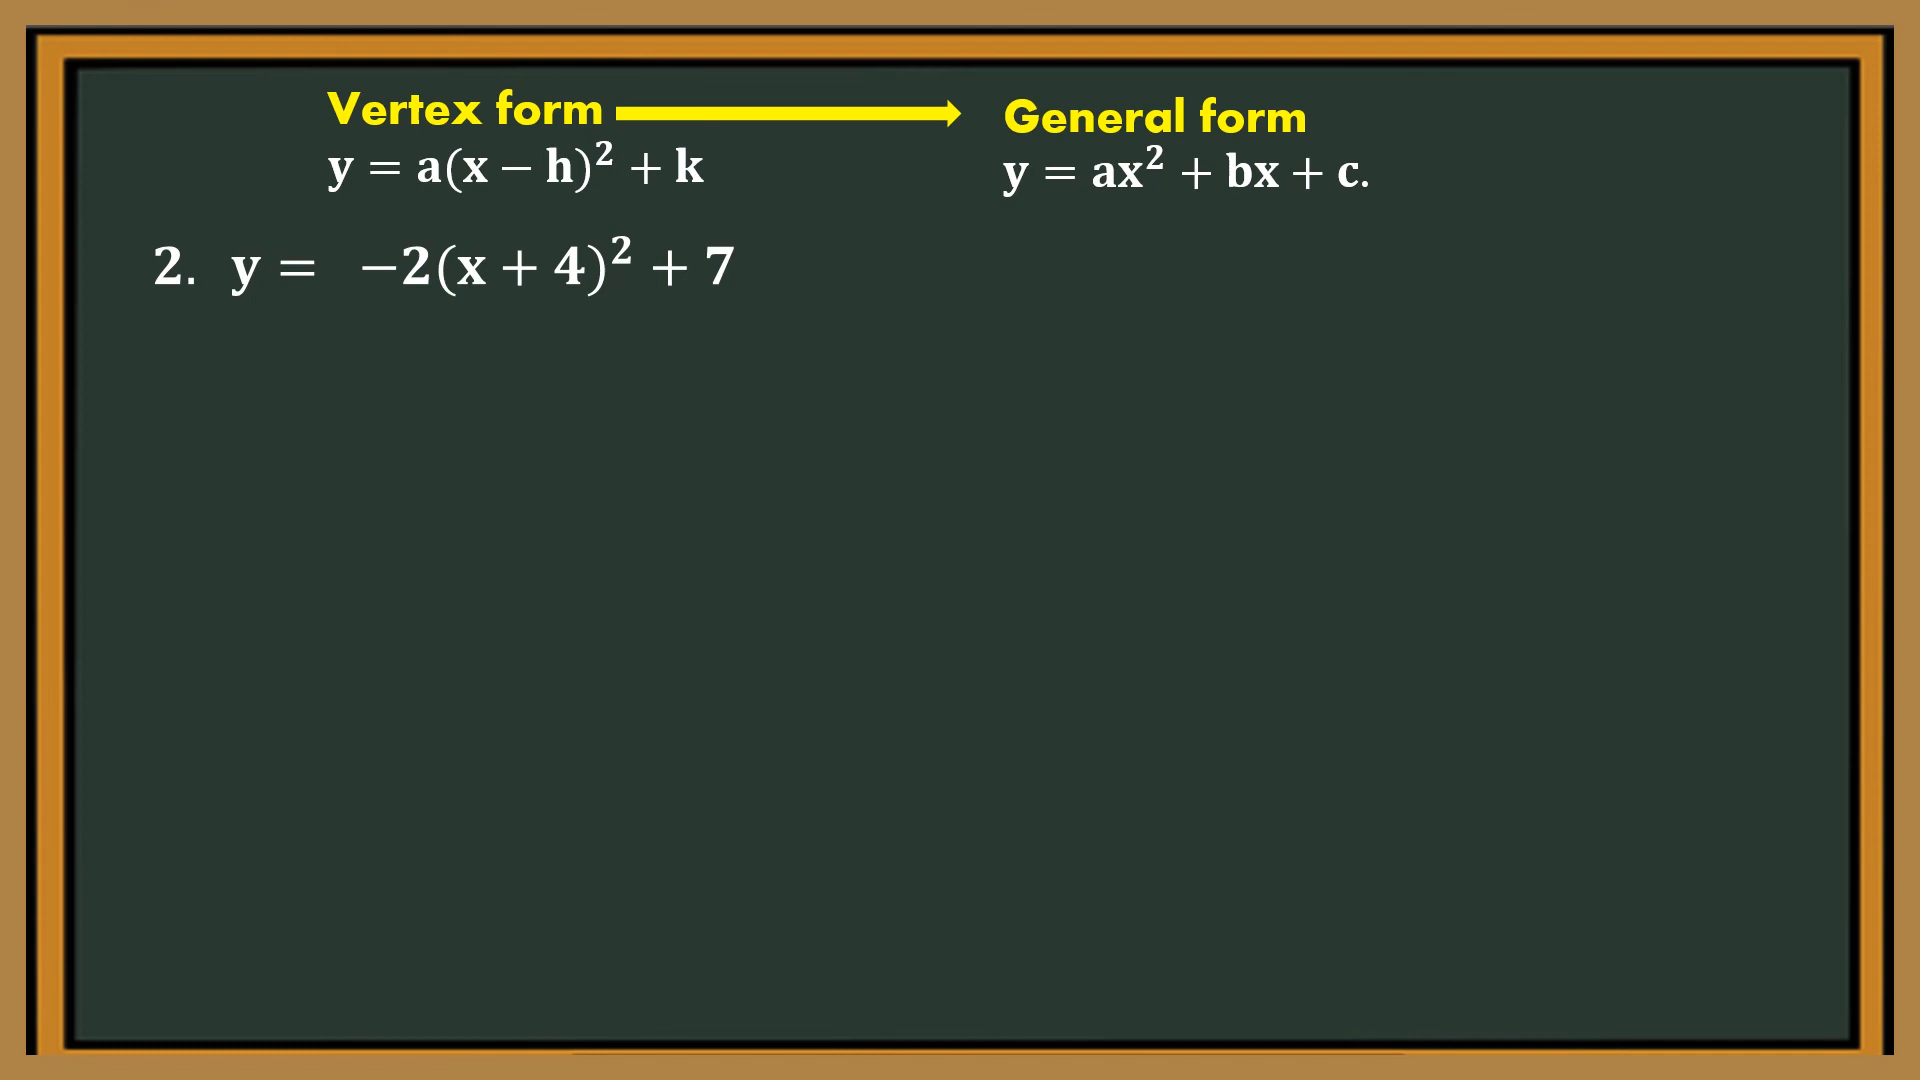 Vertex form
y = a(x − h)² + k
General form
y = ax² + bx + c.
2. y = −2(x + 4)² + 7